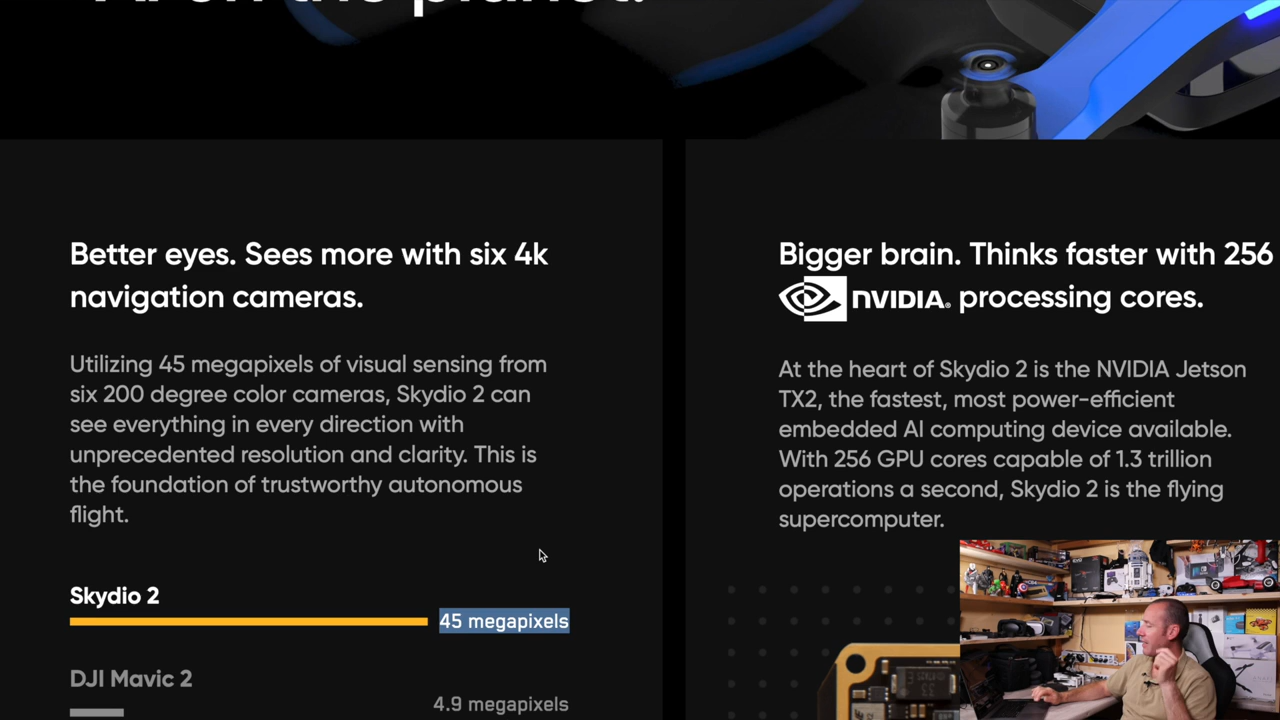 Better eyes. Sees more with six 4k
navigation cameras.
Utilizing 45 megapixels of visual sensing from
six 200 degree color cameras, Skydio 2 can
see everything in every direction with
unprecedented resolution and clarity. This is
the foundation of trustworthy autonomous
flight.
Skydio 2
45 megapixels
DJI Mavic 2
4.9 megapixels
Bigger brain. Thinks faster with 256
NVIDIA. processing cores.
At the heart of Skydio 2 is the NVIDIA Jetson
TX2, the fastest, most power-efficient
embedded AI computing device available.
With 256 GPU cores capable of 1.3 trillion
operations a second, Skydio 2 is the flying
supercomputer.